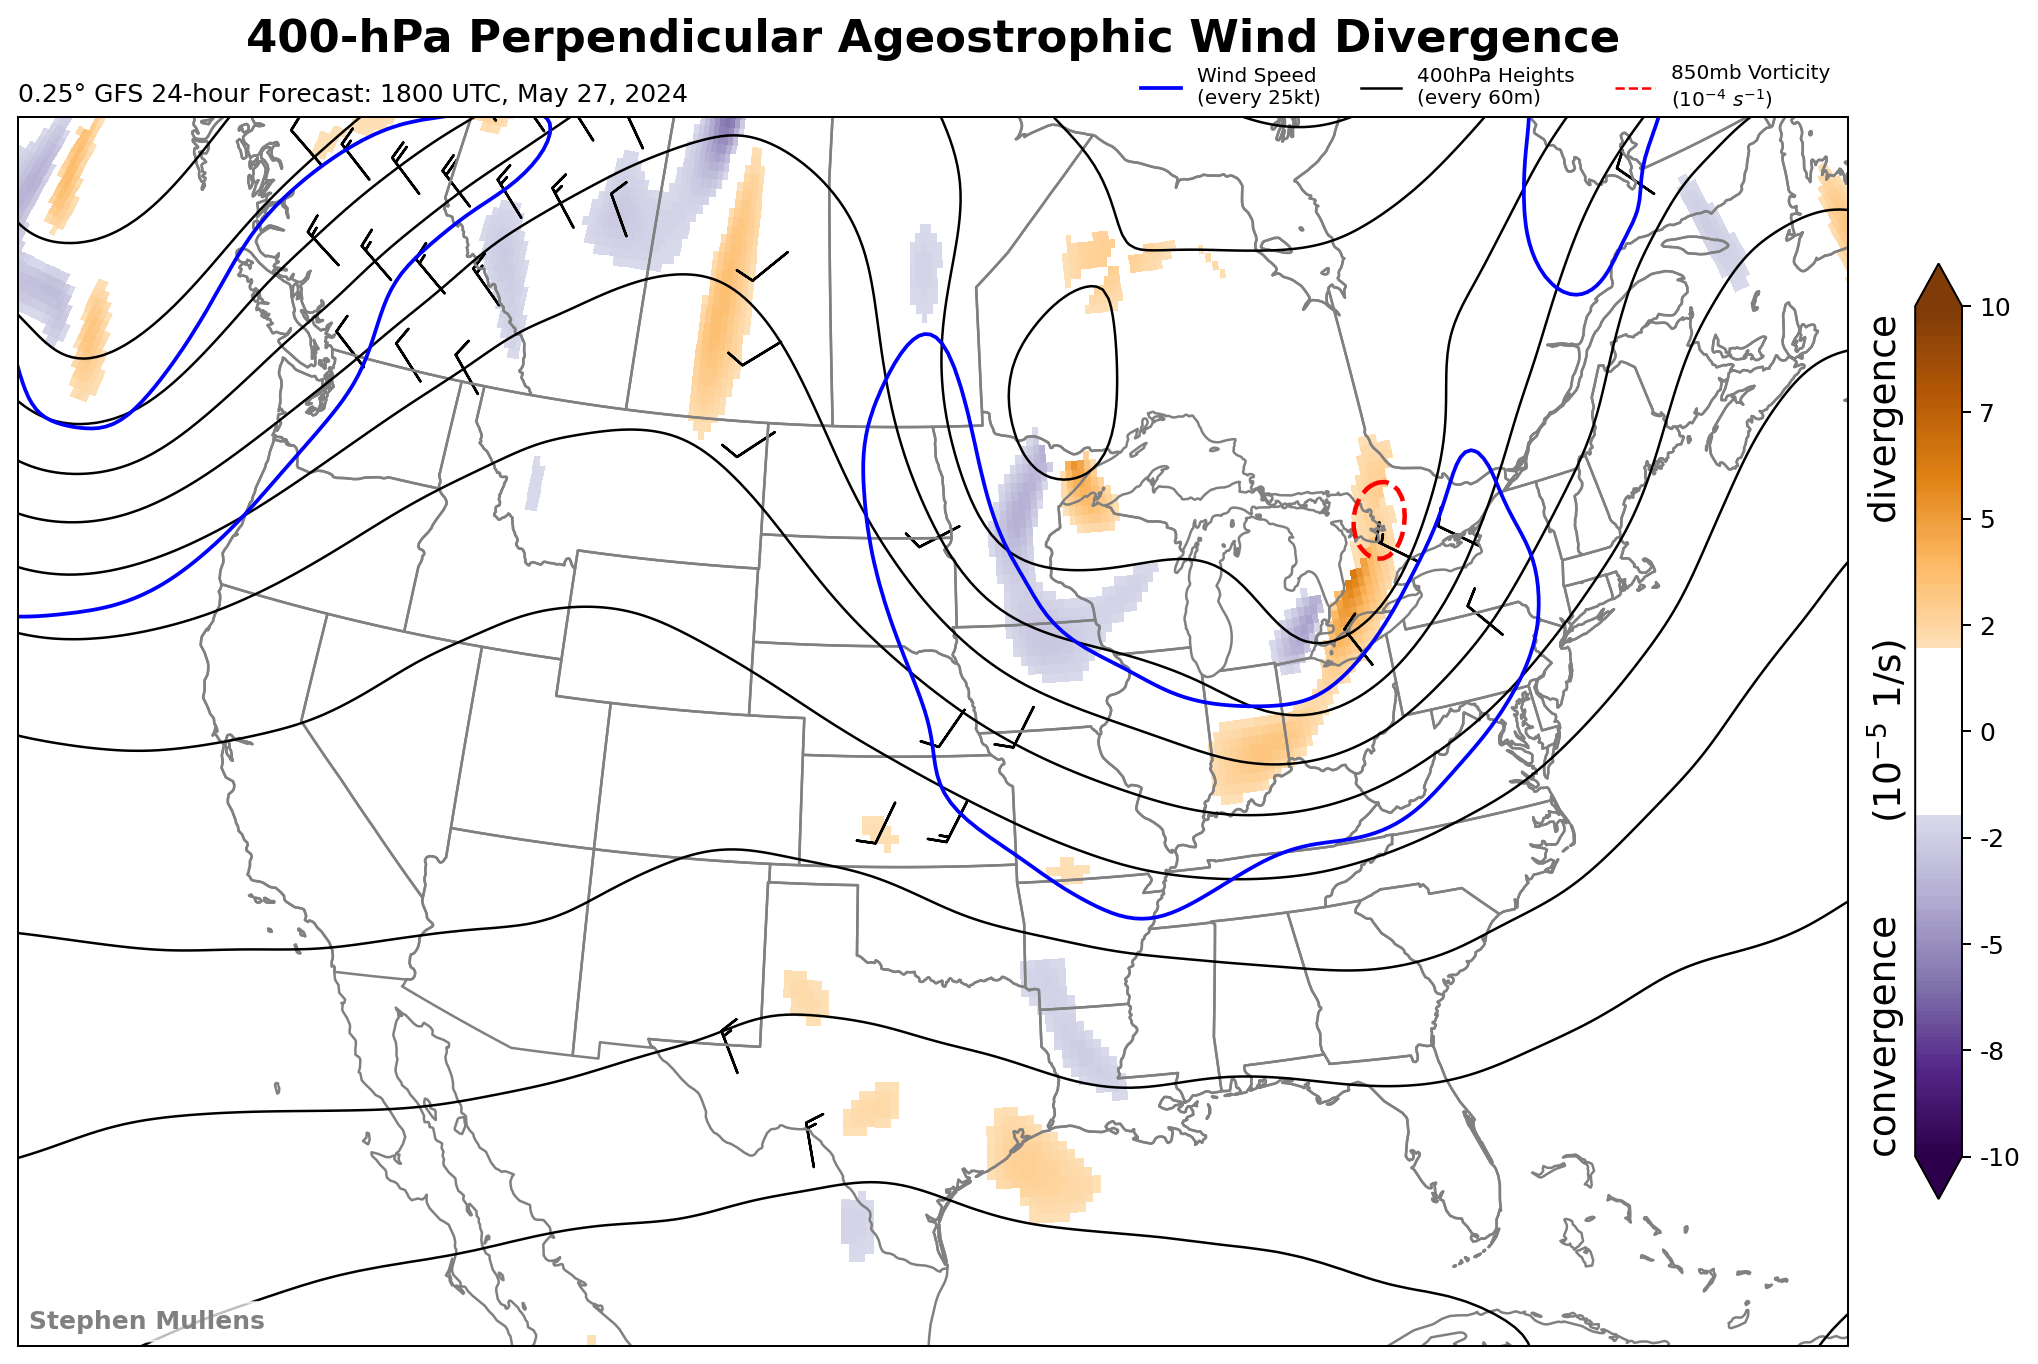 400-hPa Perpendicular Ageostrophic Wind Divergence
0.25° GFS 24-hour Forecast: 1800 UTC, May 27, 2024
Wind Speed
(every 25kt)
400hPa Heights
(every 60m)
850mb Vorticity
(10⁻⁴ s⁻¹)
10
7
5
2
0
-2
-5
-8
-10
convergence (10⁻⁵ 1/s) divergence
Stephen Mullens